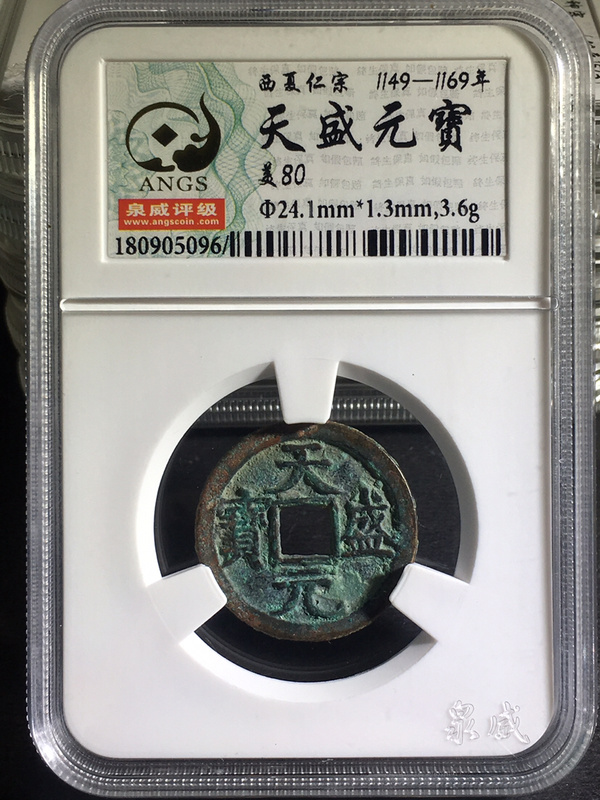 西夏仁宗 1149—1169年
天盛元寶
美80
ANGS
泉威评级
www.angscoin.com
Φ24.1mm*1.3mm,3.6g
180905096/
天盛元寶
泉威